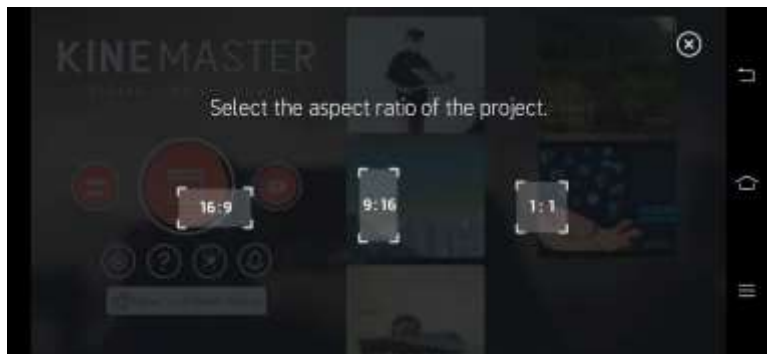 KINEMASTER
Select the aspect ratio of the project.
16:9
9:16
1:1
?